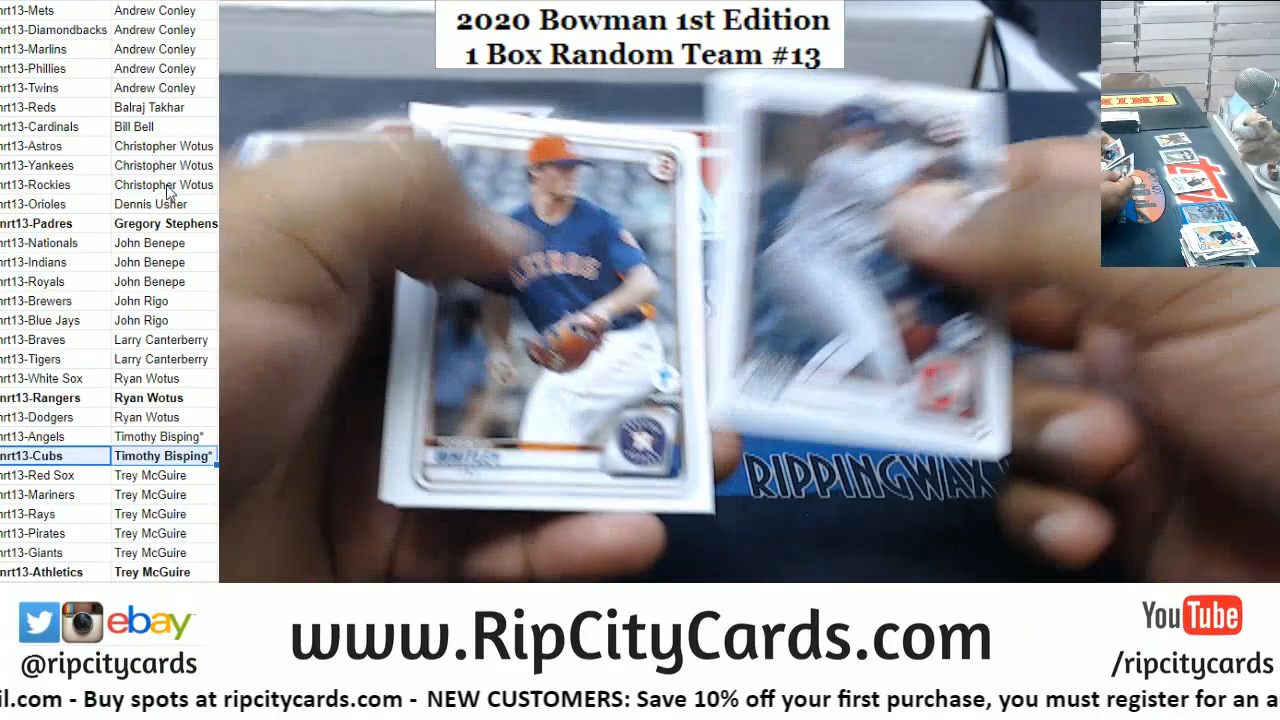 2020 Bowman 1st Edition
1 Box Random Team #13
nrt13-Mets Andrew Conley
nrt13-Diamondbacks Andrew Conley
nrt13-Marlins Andrew Conley
nrt13-Phillies Andrew Conley
nrt13-Twins Andrew Conley
nrt13-Reds Balraj Takhar
nrt13-Cardinals Bill Bell
nrt13-Astros Christopher Wotus
nrt13-Yankees Christopher Wotus
nrt13-Rockies Christopher Wotus
nrt13-Orioles Dennis Usher
nrt13-Padres Gregory Stephens
nrt13-Nationals John Benepe
nrt13-Indians John Benepe
nrt13-Royals John Benepe
nrt13-Brewers John Rigo
nrt13-Blue Jays John Rigo
nrt13-Braves Larry Canterberry
nrt13-Tigers Larry Canterberry
nrt13-White Sox Ryan Wotus
nrt13-Rangers Ryan Wotus
nrt13-Dodgers Ryan Wotus
nrt13-Angels Timothy Bisping*
nrt13-Cubs Timothy Bisping*
nrt13-Red Sox Trey McGuire
nrt13-Mariners Trey McGuire
nrt13-Rays Trey McGuire
nrt13-Pirates Trey McGuire
nrt13-Giants Trey McGuire
nrt13-Athletics Trey McGuire
RIPPINGWAX
ebay
@ripcitycards
www.RipCityCards.com
YouTube
/ripcitycards
il.com - Buy spots at ripcitycards.com - NEW CUSTOMERS: Save 10% off your first purchase, you must register for an a